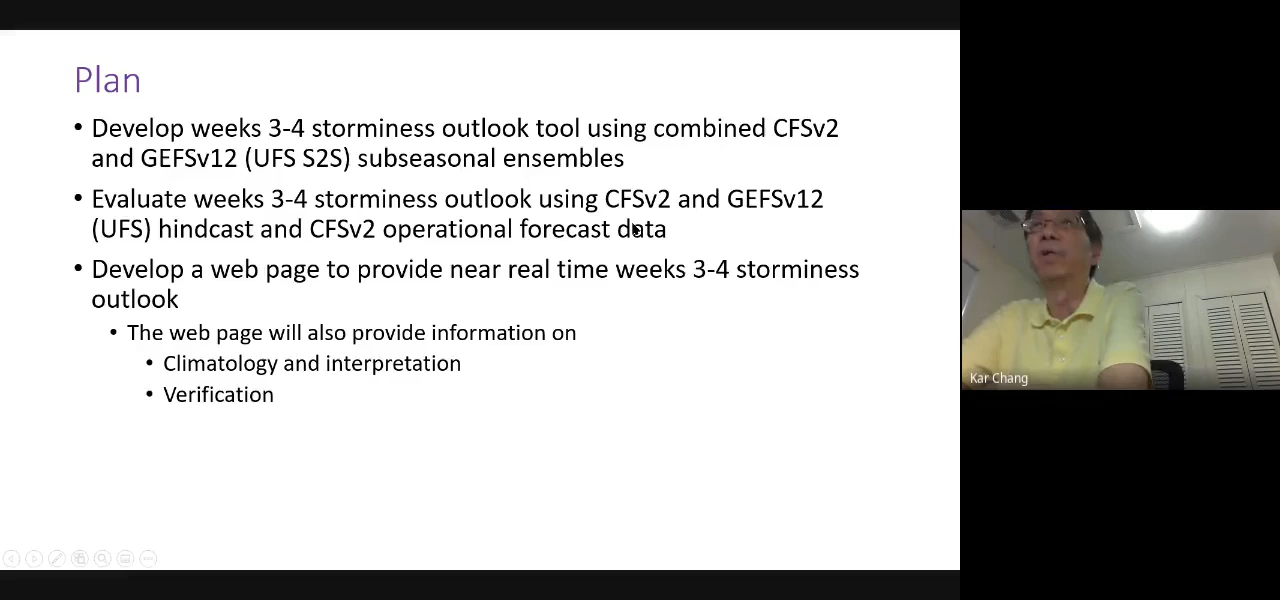 Plan
• Develop weeks 3-4 storminess outlook tool using combined CFSv2
and GEFSv12 (UFS S2S) subseasonal ensembles
• Evaluate weeks 3-4 storminess outlook using CFSv2 and GEFSv12
(UFS) hindcast and CFSv2 operational forecast data
• Develop a web page to provide near real time weeks 3-4 storminess
outlook
• The web page will also provide information on
• Climatology and interpretation
• Verification
Kar Chang